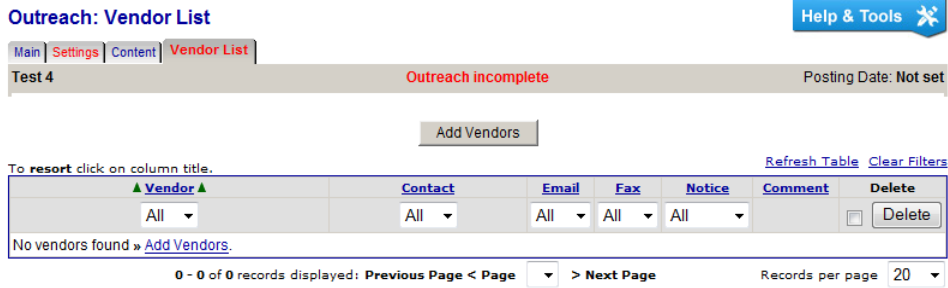 Outreach: Vendor List
Help & Tools
Main Settings Content Vendor List
Test 4 Outreach incomplete Posting Date: Not set
Add Vendors
To resort click on column title. Refresh Table Clear Filters
Vendor Contact Email Fax Notice Comment Delete
All All All All All Delete
No vendors found » Add Vendors.
0 - 0 of 0 records displayed: Previous Page < Page > Next Page Records per page 20